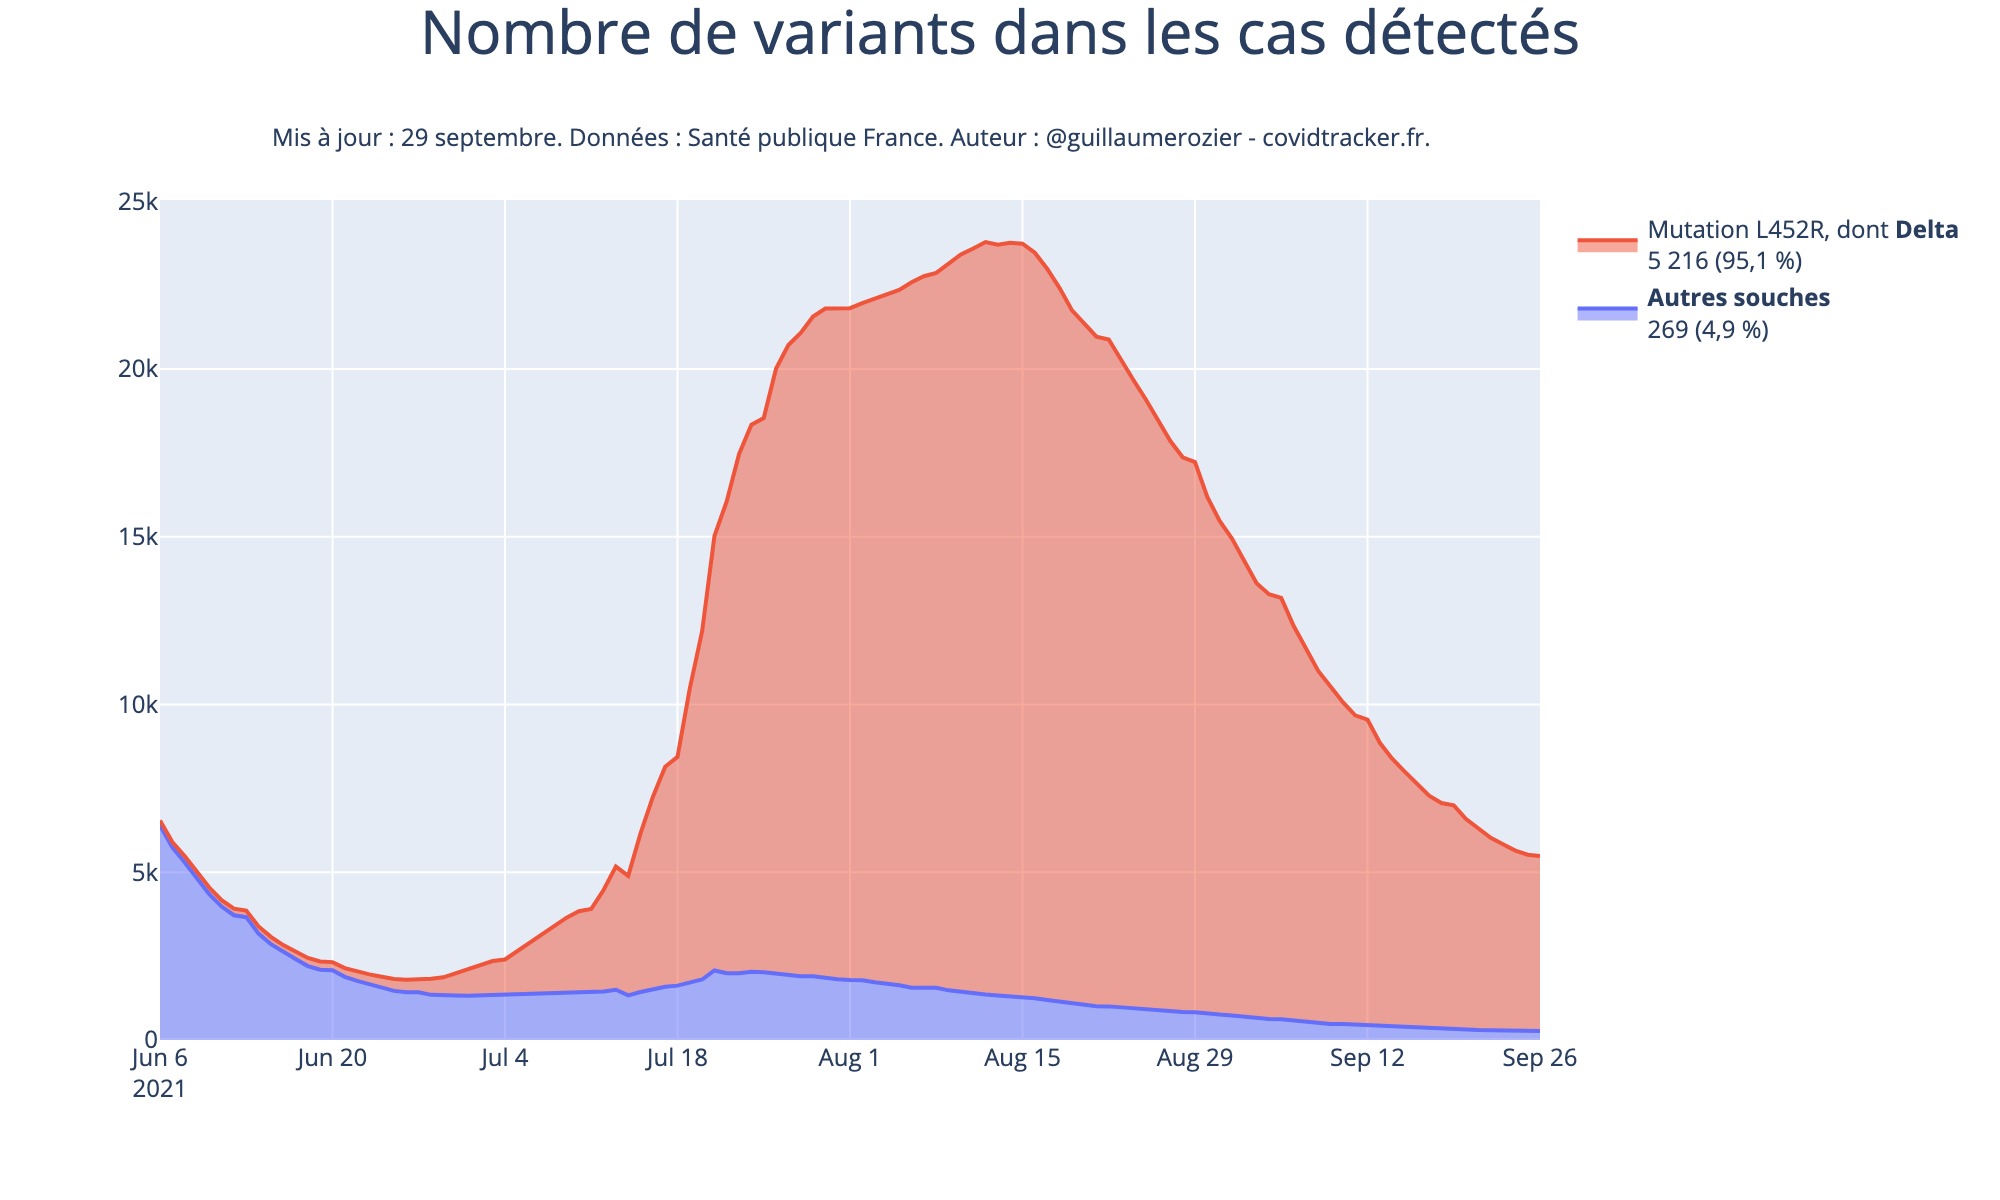 Nombre de variants dans les cas détectés
Mis à jour : 29 septembre. Données : Santé publique France. Auteur : @guillaumerozier - covidtracker.fr.
25k
20k
15k
10k
5k
0
Jun 6
2021
Jun 20
Jul 4
Jul 18
Aug 1
Aug 15
Aug 29
Sep 12
Sep 26
Mutation L452R, dont Delta
5 216 (95,1 %)
Autres souches
269 (4,9 %)